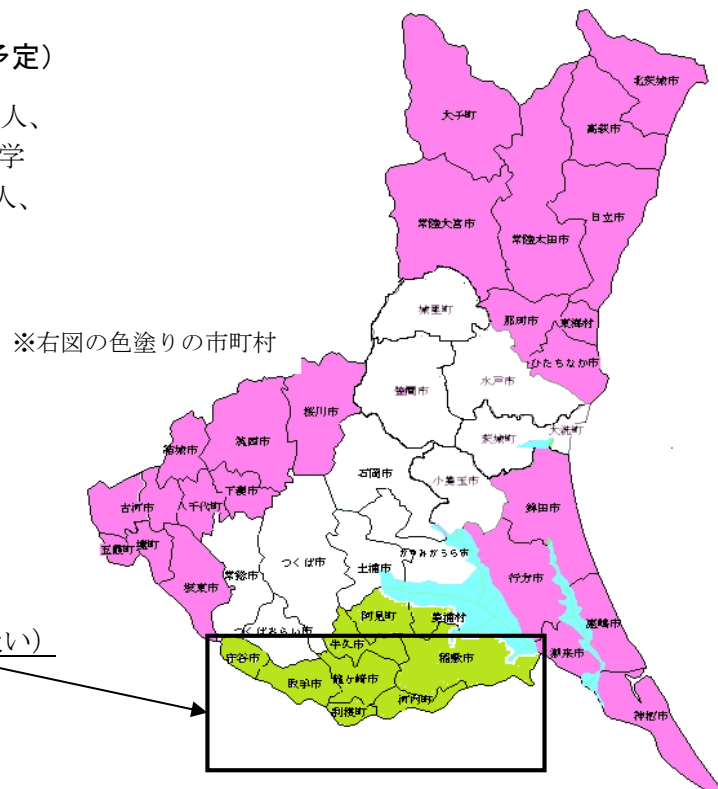 予定）
人、
学
人、
※右図の色塗りの市町村
い）
北茨城市
大子町
高萩市
日立市
常陸大宮市
常陸太田市
城里町
那珂市
東海村
ひたちなか市
笠間市
水戸市
桜川市
茨城町
大洗町
筑西市
結城市
石岡市
小美玉市
下妻市
鉾田市
古河市
八千代町
五霞町
境町
つくば市
かすみがうら市
土浦市
行方市
坂東市
常総市
阿見町
美浦村
鹿嶋市
つくばみらい市
牛久市
稲敷市
潮来市
守谷市
取手市
龍ヶ崎市
河内町
利根町
神栖市